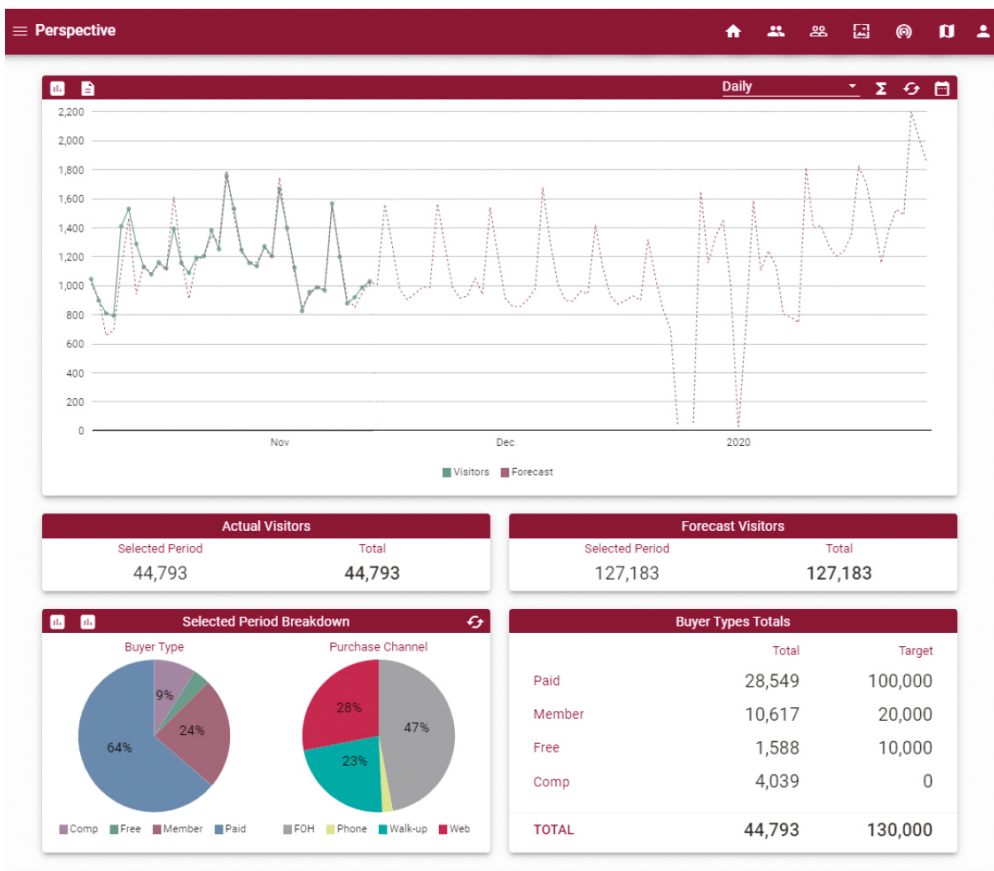 Perspective
Daily
2,200
2,000
1,800
1,600
1,400
1,200
1,000
800
600
400
200
0
Nov Dec 2020
Visitors Forecast
Actual Visitors
Selected Period Total
44,793 44,793
Forecast Visitors
Selected Period Total
127,183 127,183
Selected Period Breakdown
Buyer Type Purchase Channel
9%
24%
64%
28%
47%
23%
Comp Free Member Paid
FOH Phone Walk-up Web
Buyer Types Totals
Total Target
Paid 28,549 100,000
Member 10,617 20,000
Free 1,588 10,000
Comp 4,039 0
TOTAL 44,793 130,000